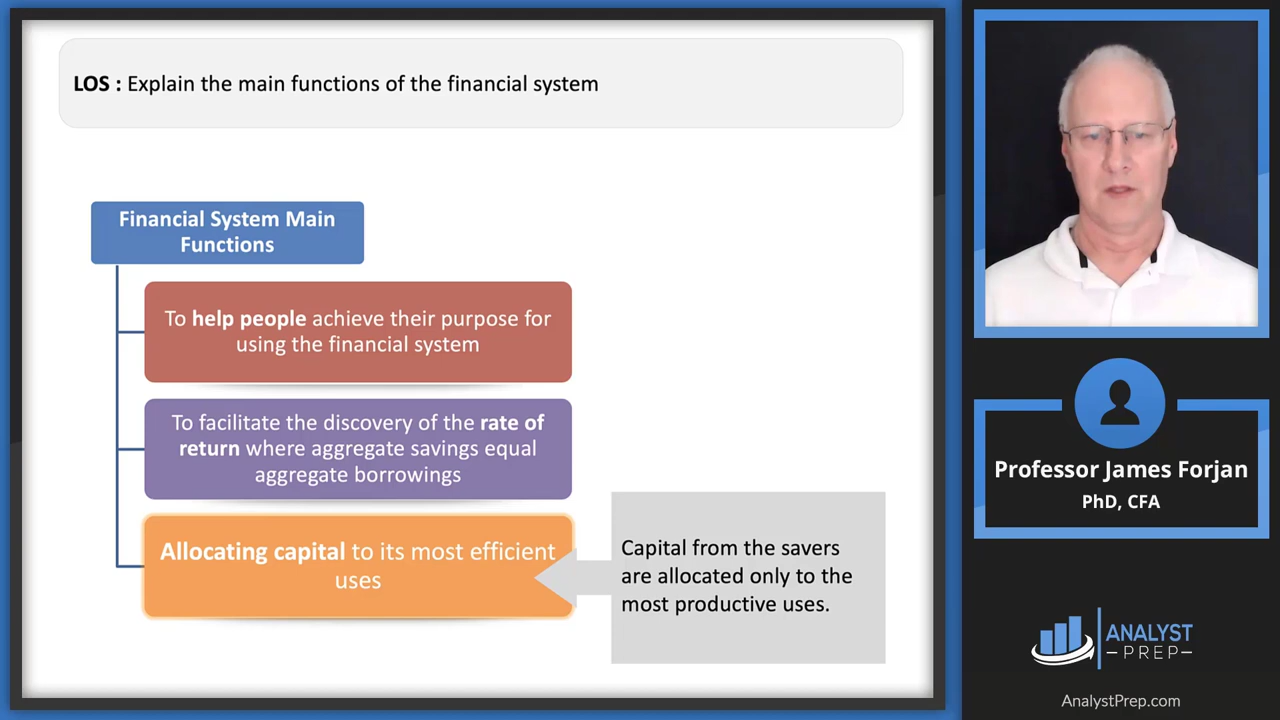 LOS : Explain the main functions of the financial system
Financial System Main
Functions
To help people achieve their purpose for
using the financial system
To facilitate the discovery of the rate of
return where aggregate savings equal
aggregate borrowings
Allocating capital to its most efficient
uses
Capital from the savers
are allocated only to the
most productive uses.
Professor James Forjan
PhD, CFA
ANALYST
PREP
AnalystPrep.com